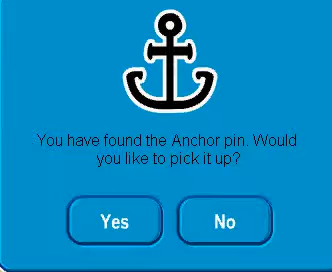 You have found the Anchor pin. Would
you like to pick it up?
Yes
No